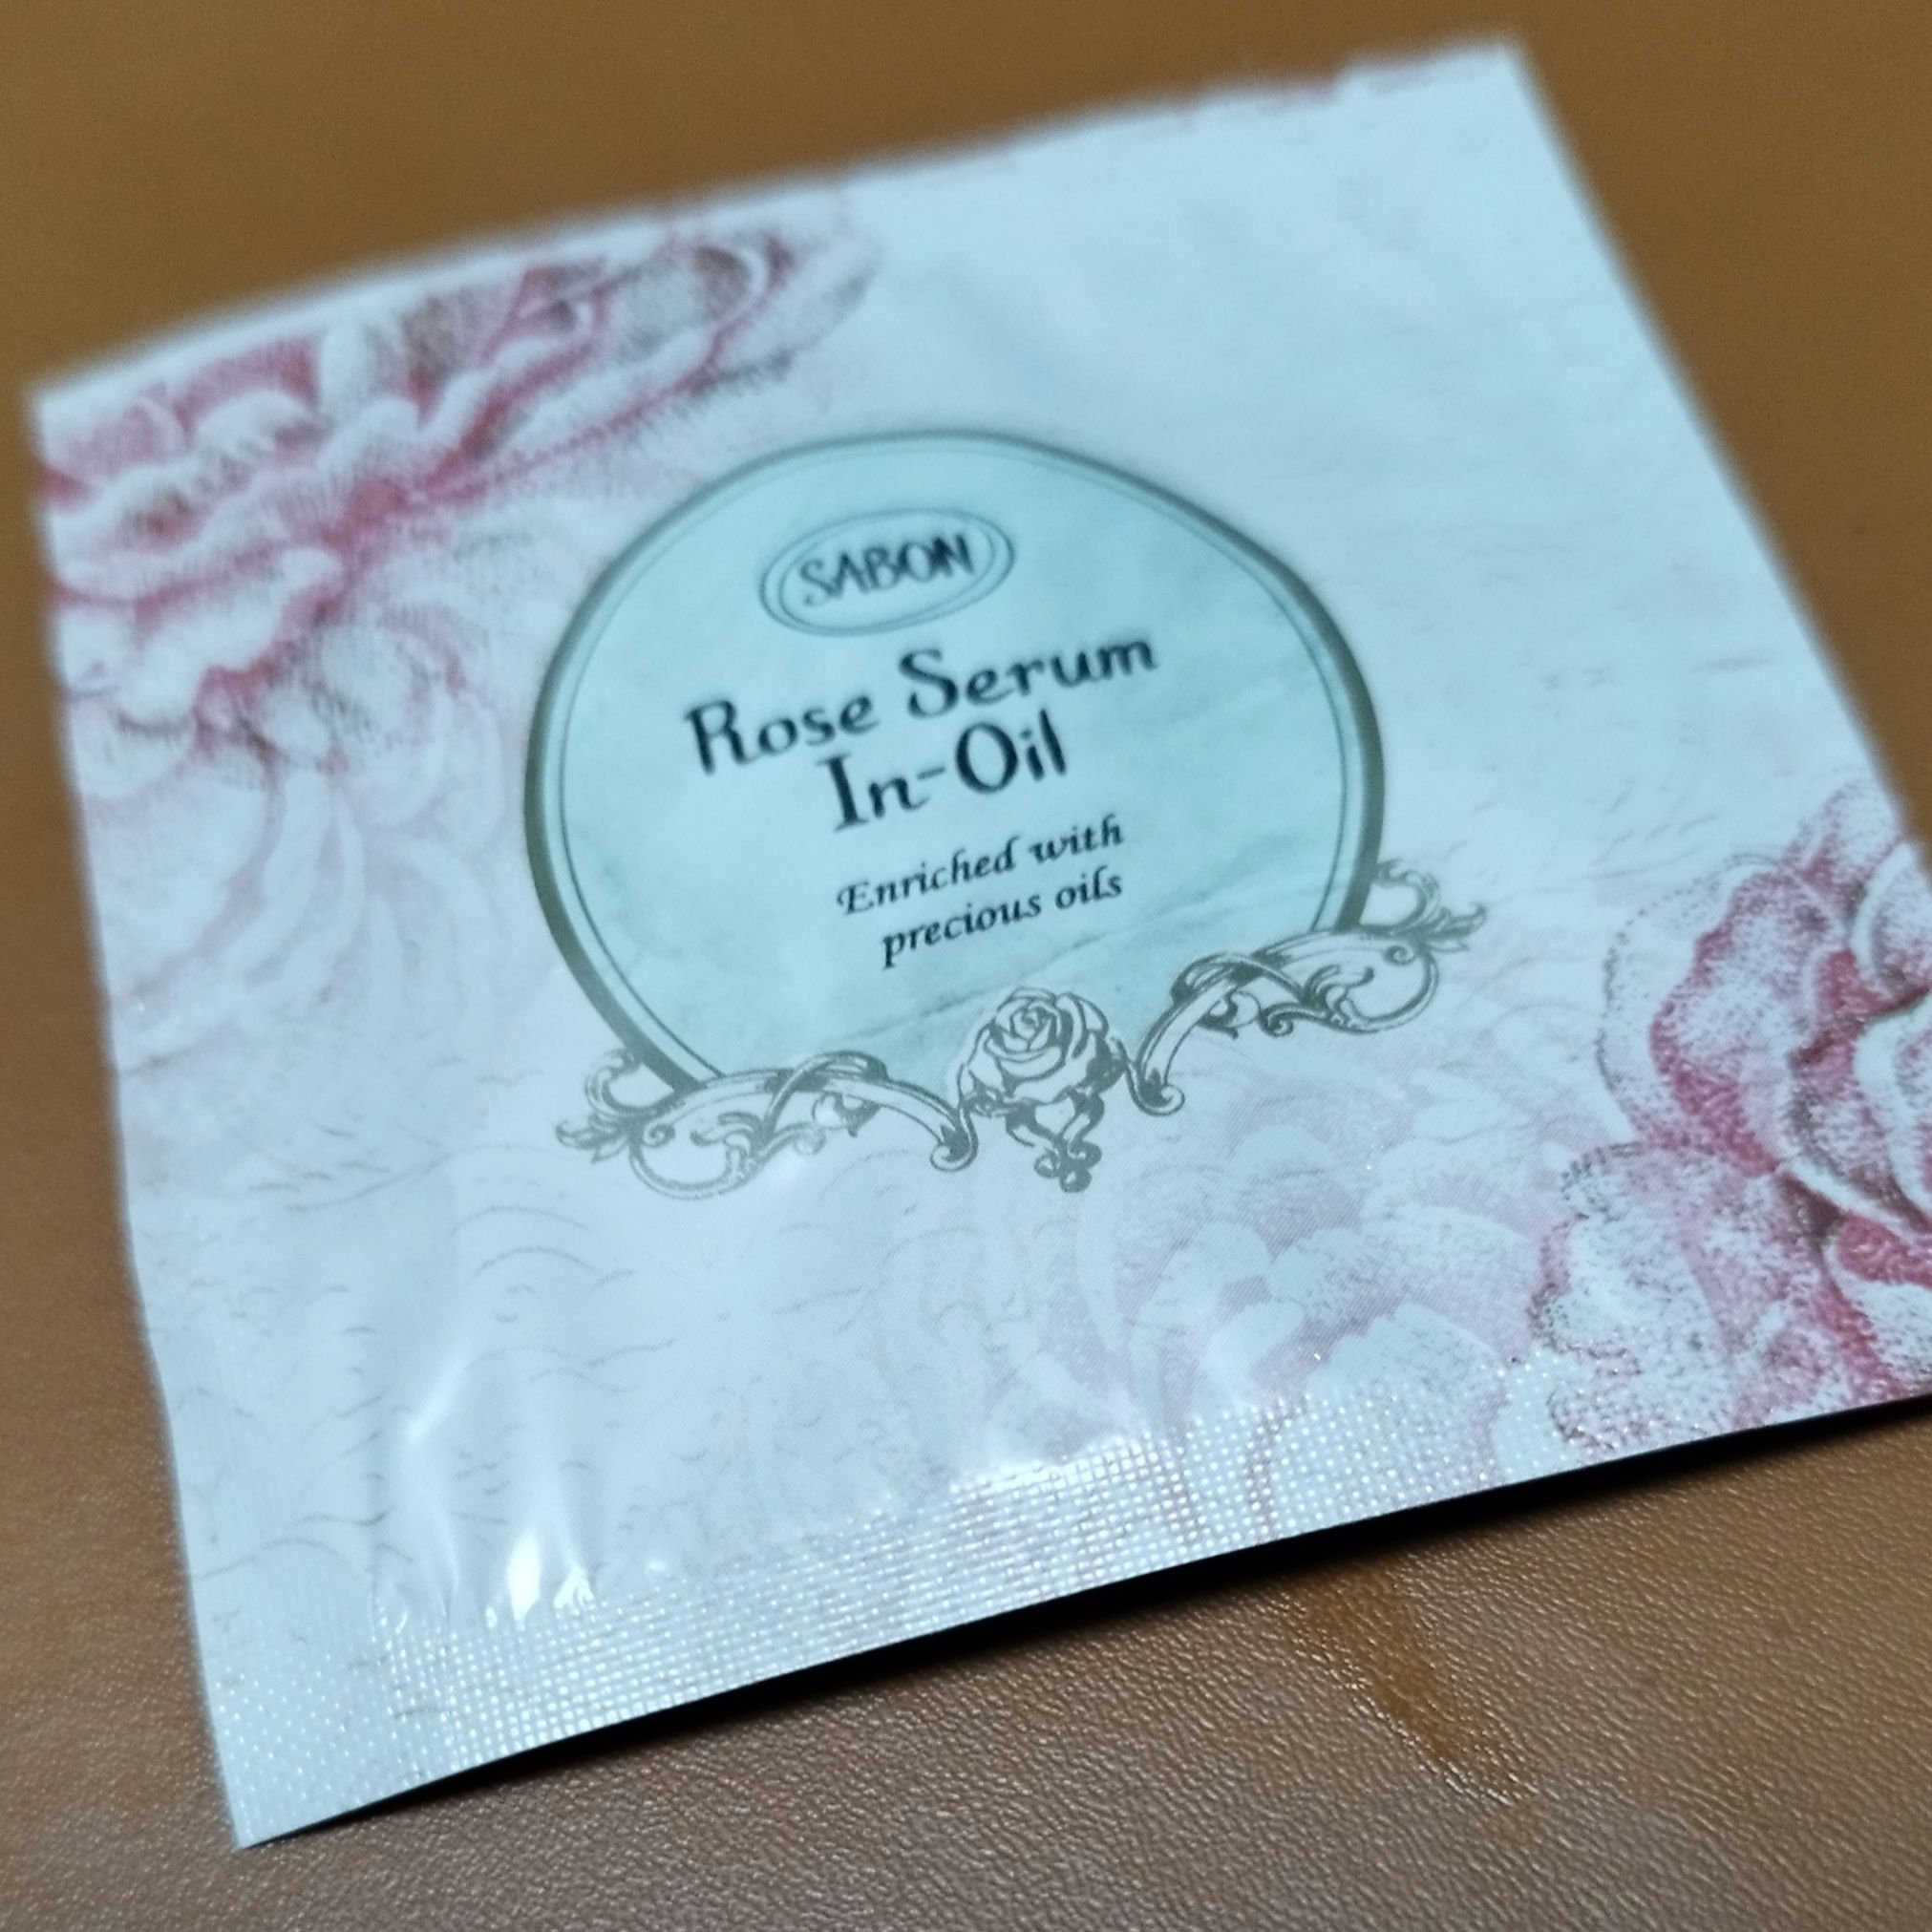 SABON
Rose Serum
In-Oil
Enriched with
precious oils